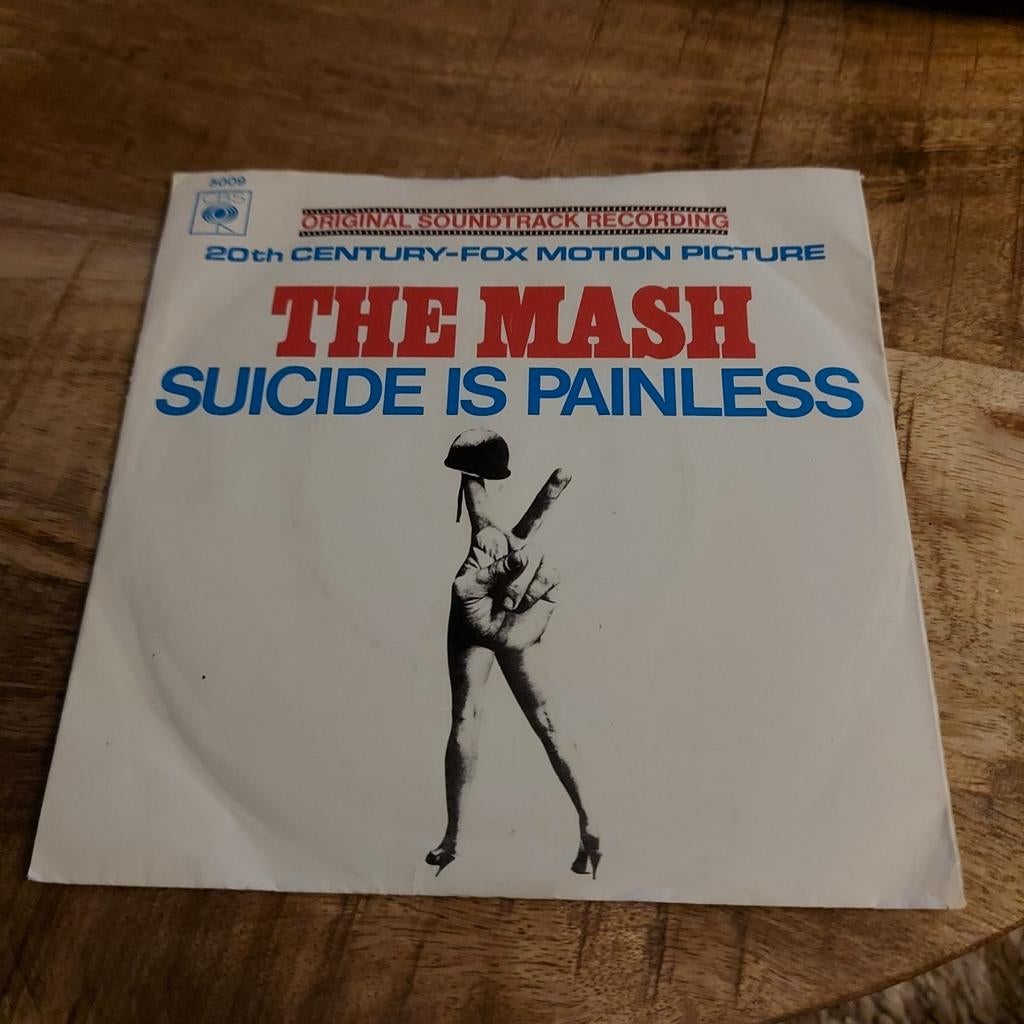 5009
CBS
ORIGINAL SOUNDTRACK RECORDING
20th CENTURY-FOX MOTION PICTURE
THE MASH
SUICIDE IS PAINLESS